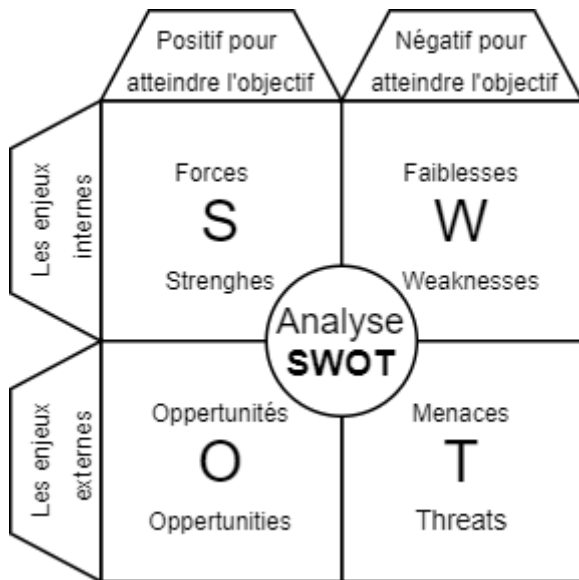 Positif pour
atteindre l'objectif
Négatif pour
atteindre l'objectif
Les enjeux
internes
Forces
S
Strenghes
Faiblesses
W
Weaknesses
Analyse
SWOT
Les enjeux
externes
Oppertunités
O
Oppertunities
Menaces
T
Threats